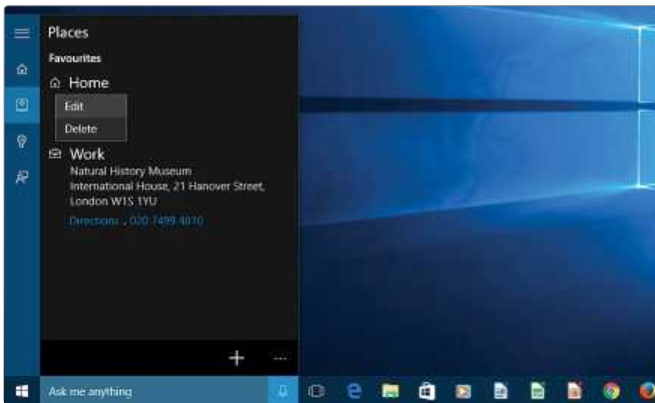 Places
Favourites
Home
Edit
Delete
Work
Natural History Museum
International House, 21 Hanover Street,
London W1S 1YU
Directions , 020 7499 4010
Ask me anything